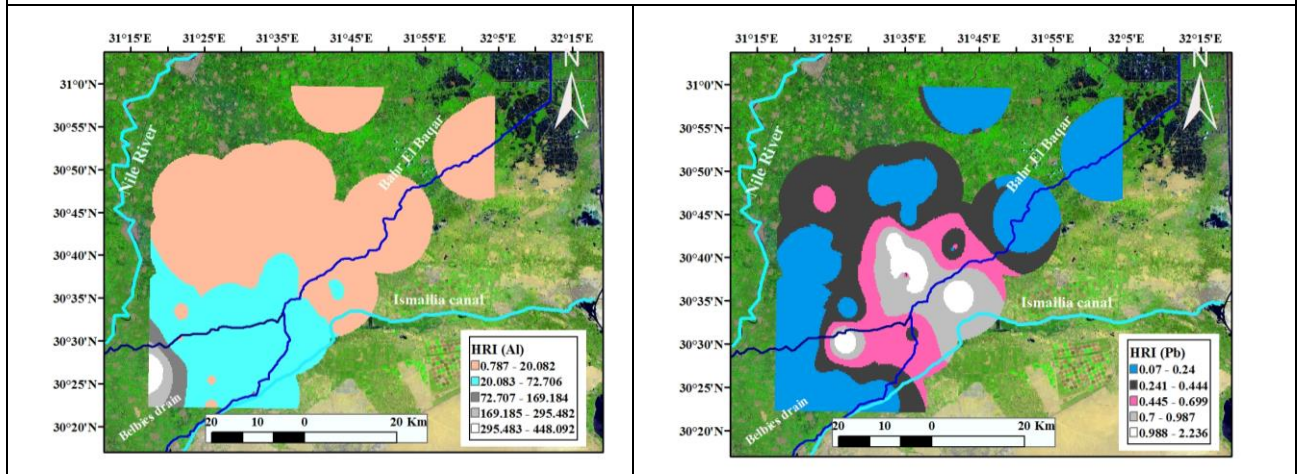 31°15'E 31°25'E 31°35'E 31°45'E 31°55'E 32°5'E 32°15'E
N
31°0'N
30°55'N
30°50'N
30°45'N
30°40'N
30°35'N
30°30'N
30°25'N
30°20'N
Nile River
Bahr El Baqar
Ismallia canal
Belbies drain
HRI (Al)
0.787 - 20.082
20.083 - 72.706
72.707 - 169.184
169.185 - 295.482
295.483 - 448.092
20 10 0 20 Km
31°15'E 31°25'E 31°35'E 31°45'E 31°55'E 32°5'E 32°15'E
N
31°0'N
30°55'N
30°50'N
30°45'N
30°40'N
30°35'N
30°30'N
30°25'N
30°20'N
Nile River
Bahr El Baqar
Ismallia canal
Belbies drain
HRI (Pb)
0.07 - 0.24
0.241 - 0.444
0.445 - 0.699
0.7 - 0.987
0.988 - 2.236
20 10 0 20 Km